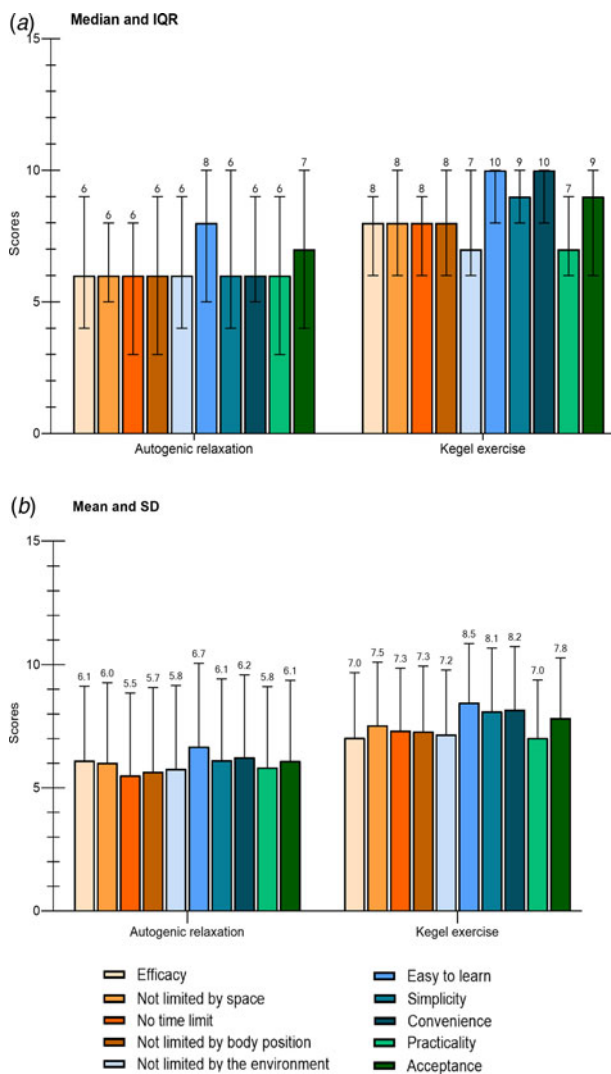 (a) Median and IQR
15
10
5
0
Scores
6 6 6 6 6 8 6 6 6 7
8 8 8 8 7 10 9 10 7 9
Autogenic relaxation Kegel exercise
(b) Mean and SD
15
10
5
0
Scores
6.1 6.0 5.5 5.7 5.8 6.7 6.1 6.2 5.8 6.1
7.0 7.5 7.3 7.3 7.2 8.5 8.1 8.2 7.0 7.8
Autogenic relaxation Kegel exercise
Efficacy
Not limited by space
No time limit
Not limited by body position
Not limited by the environment
Easy to learn
Simplicity
Convenience
Practicality
Acceptance